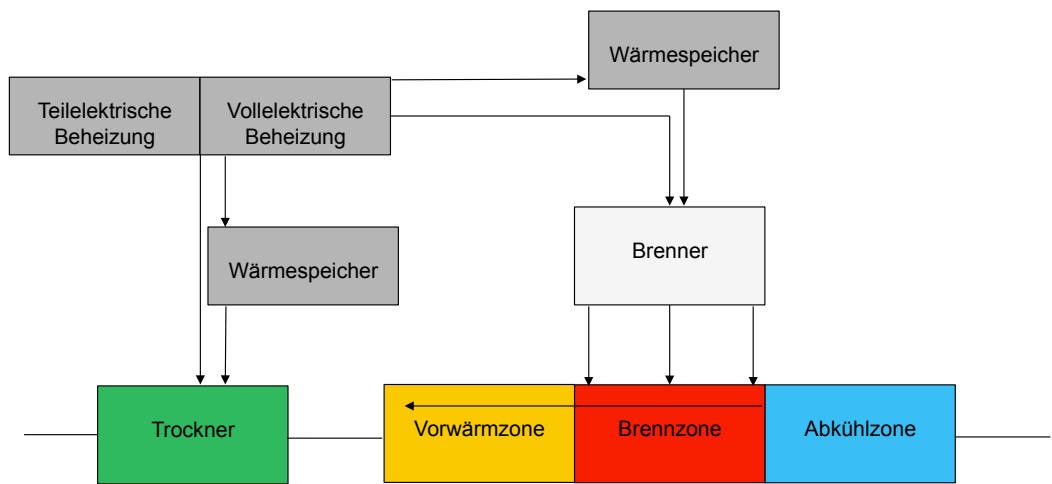 Wärmespeicher
Teilelektrische
Beheizung
Vollelektrische
Beheizung
Wärmespeicher
Brenner
Trockner
Vorwärmzone
Brennzone
Abkühlzone